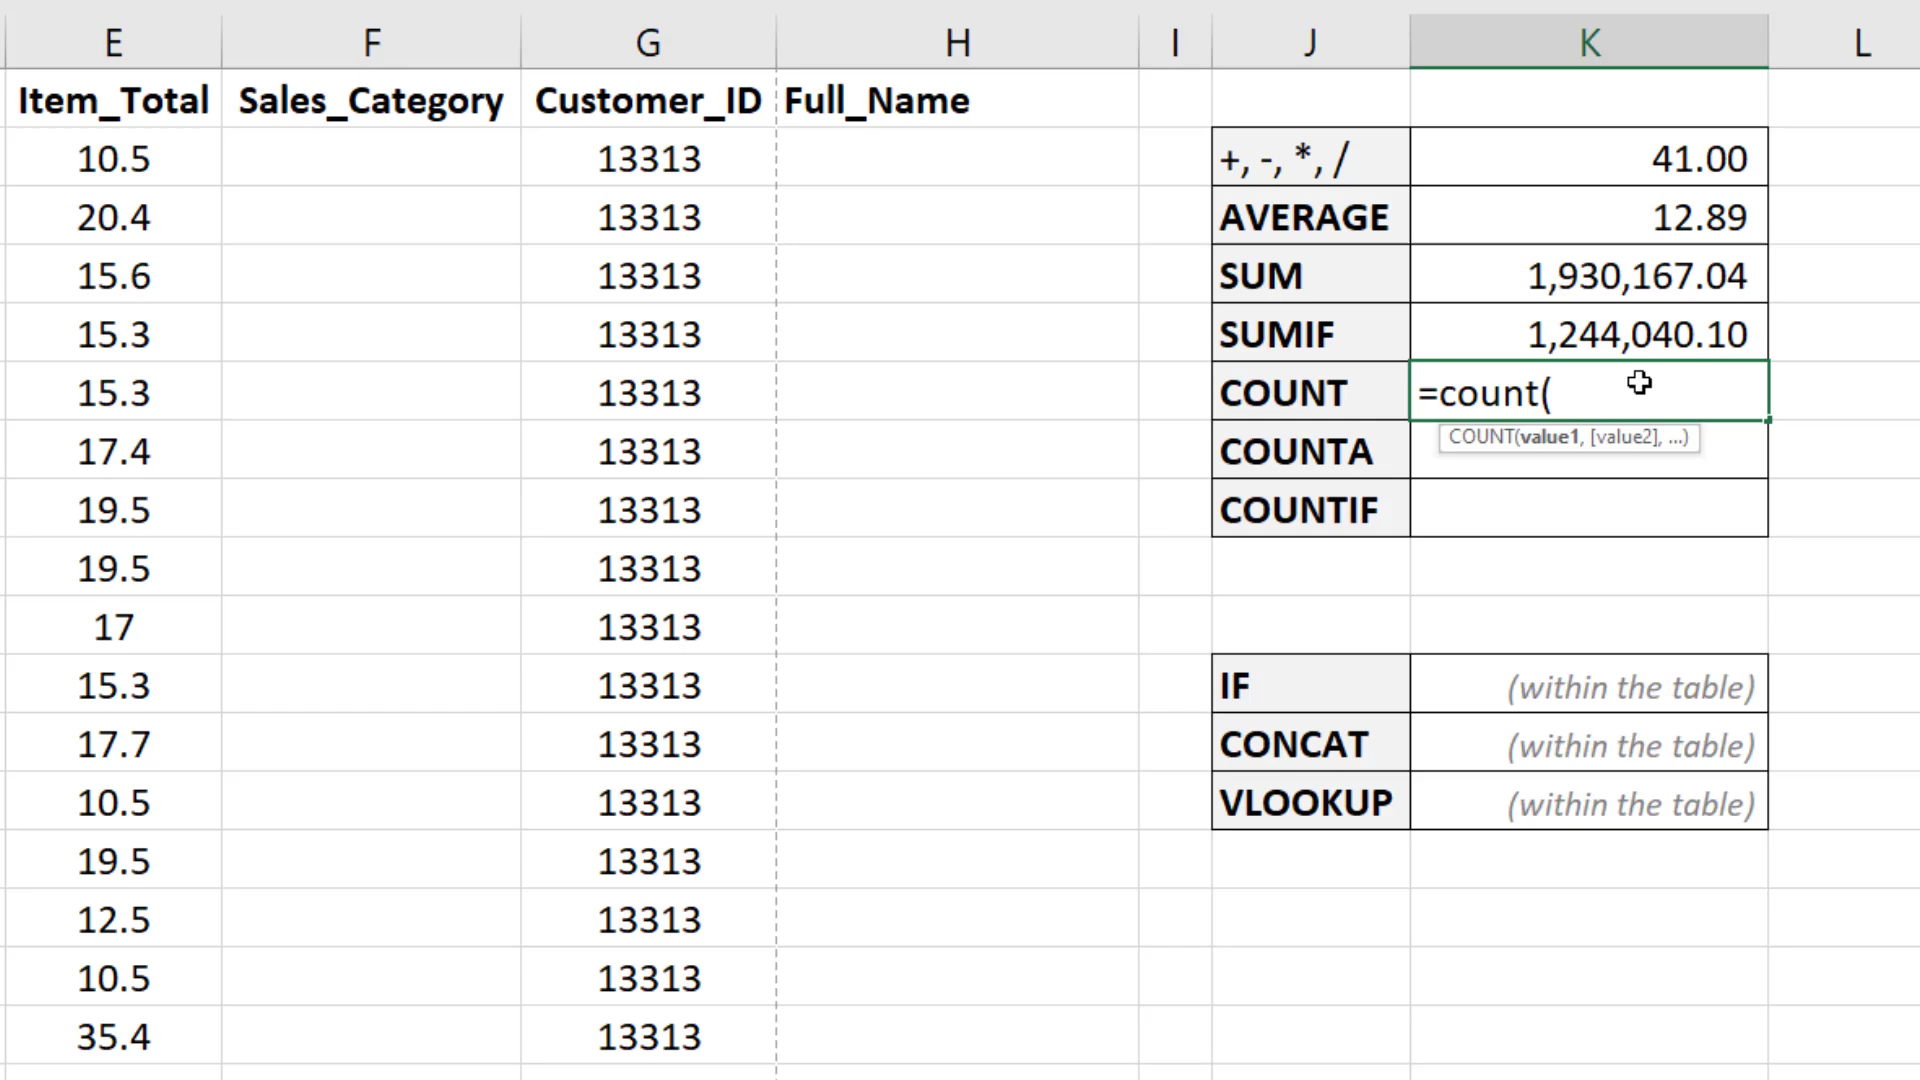 E F G H I J K L
Item_Total Sales_Category Customer_ID Full_Name
10.5 13313 +, -, *, / 41.00
20.4 13313 AVERAGE 12.89
15.6 13313 SUM 1,930,167.04
15.3 13313 SUMIF 1,244,040.10
15.3 13313 COUNT =count(
COUNT(value1, [value2], ...)
17.4 13313 COUNTA
19.5 13313 COUNTIF
19.5 13313
17 13313
15.3 13313 IF (within the table)
17.7 13313 CONCAT (within the table)
10.5 13313 VLOOKUP (within the table)
19.5 13313
12.5 13313
10.5 13313
35.4 13313